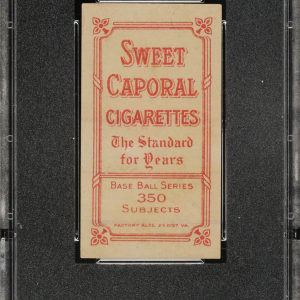 SWEET
CAPORAL
CIGARETTES
The Standard
for Years
BASE BALL SERIES
350
SUBJECTS